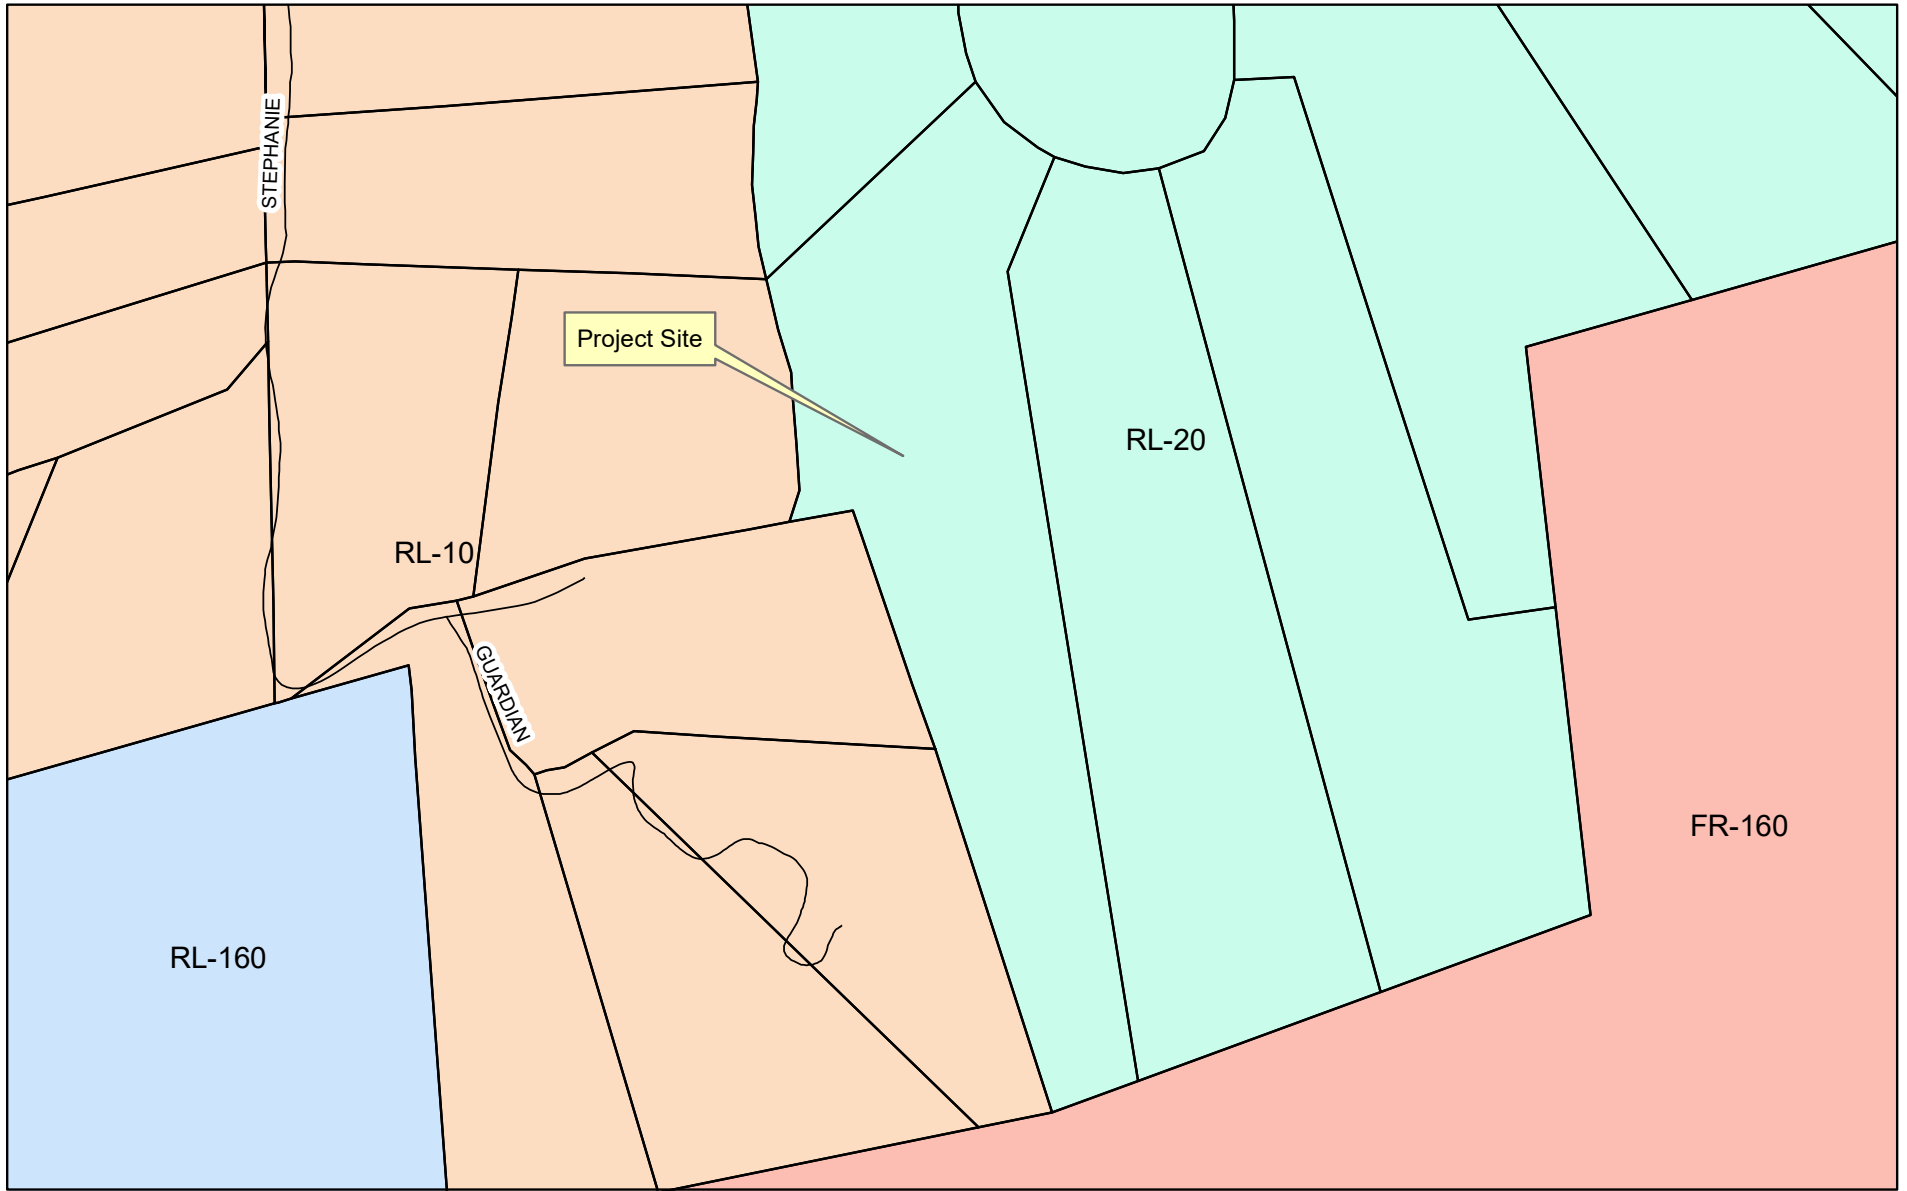 STEPHANIE
Project Site
RL-20
RL-10
GUARDIAN
FR-160
RL-160